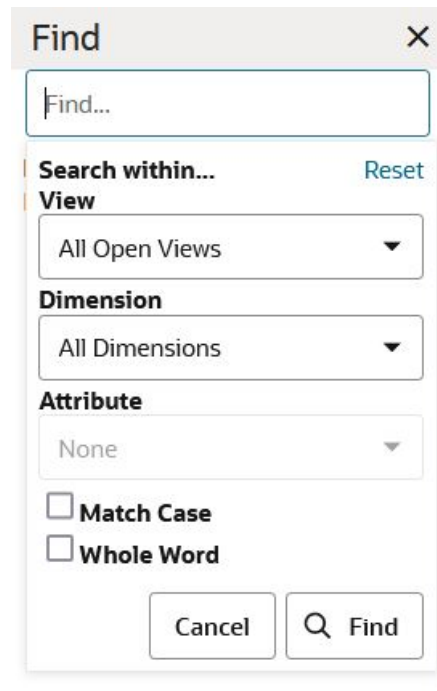 Find
Find...
Search within... Reset
View
All Open Views
Dimension
All Dimensions
Attribute
None
Match Case
Whole Word
Cancel Find